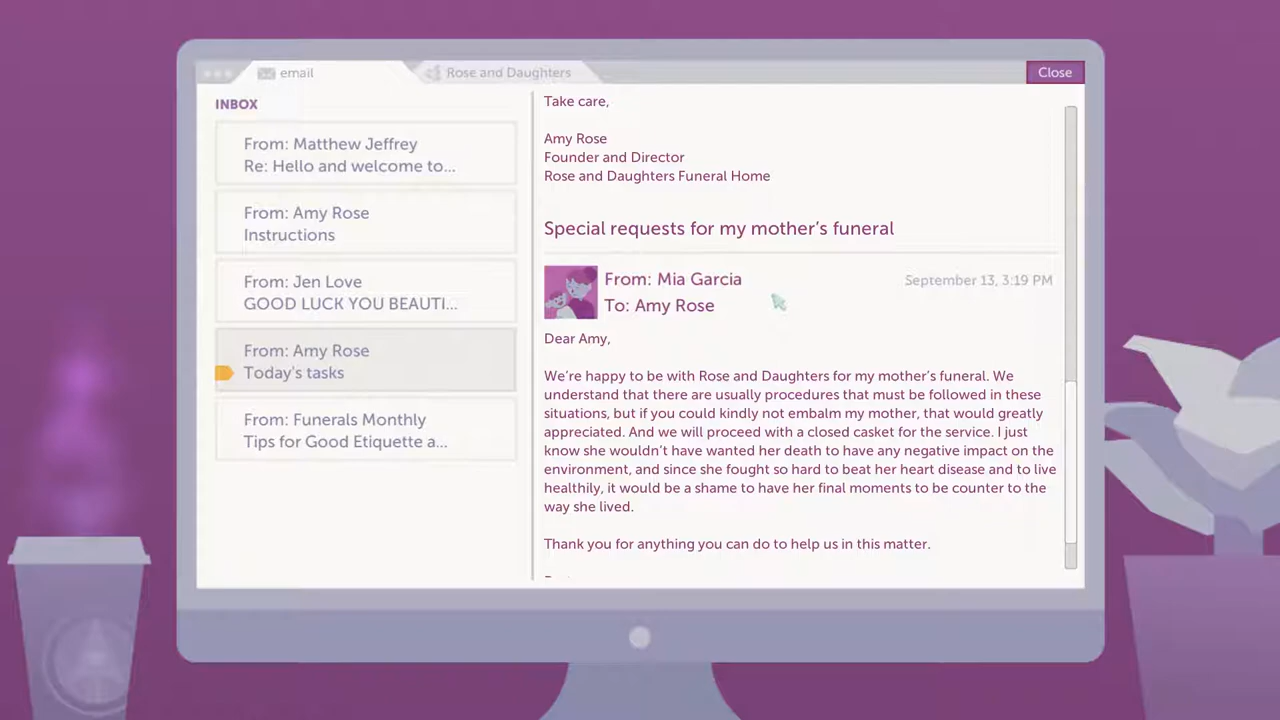 email
Rose and Daughters
Close
INBOX
From: Matthew Jeffrey
Re: Hello and welcome to...
From: Amy Rose
Instructions
From: Jen Love
GOOD LUCK YOU BEAUTI...
From: Amy Rose
Today's tasks
From: Funerals Monthly
Tips for Good Etiquette a...
Take care,
Amy Rose
Founder and Director
Rose and Daughters Funeral Home
Special requests for my mother's funeral
From: Mia Garcia
September 13, 3:19 PM
To: Amy Rose
Dear Amy,
We're happy to be with Rose and Daughters for my mother's funeral. We
understand that there are usually procedures that must be followed in these
situations, but if you could kindly not embalm my mother, that would greatly
appreciated. And we will proceed with a closed casket for the service. I just
know she wouldn't have wanted her death to have any negative impact on the
environment, and since she fought so hard to beat her heart disease and to live
healthily, it would be a shame to have her final moments to be counter to the
way she lived.
Thank you for anything you can do to help us in this matter.